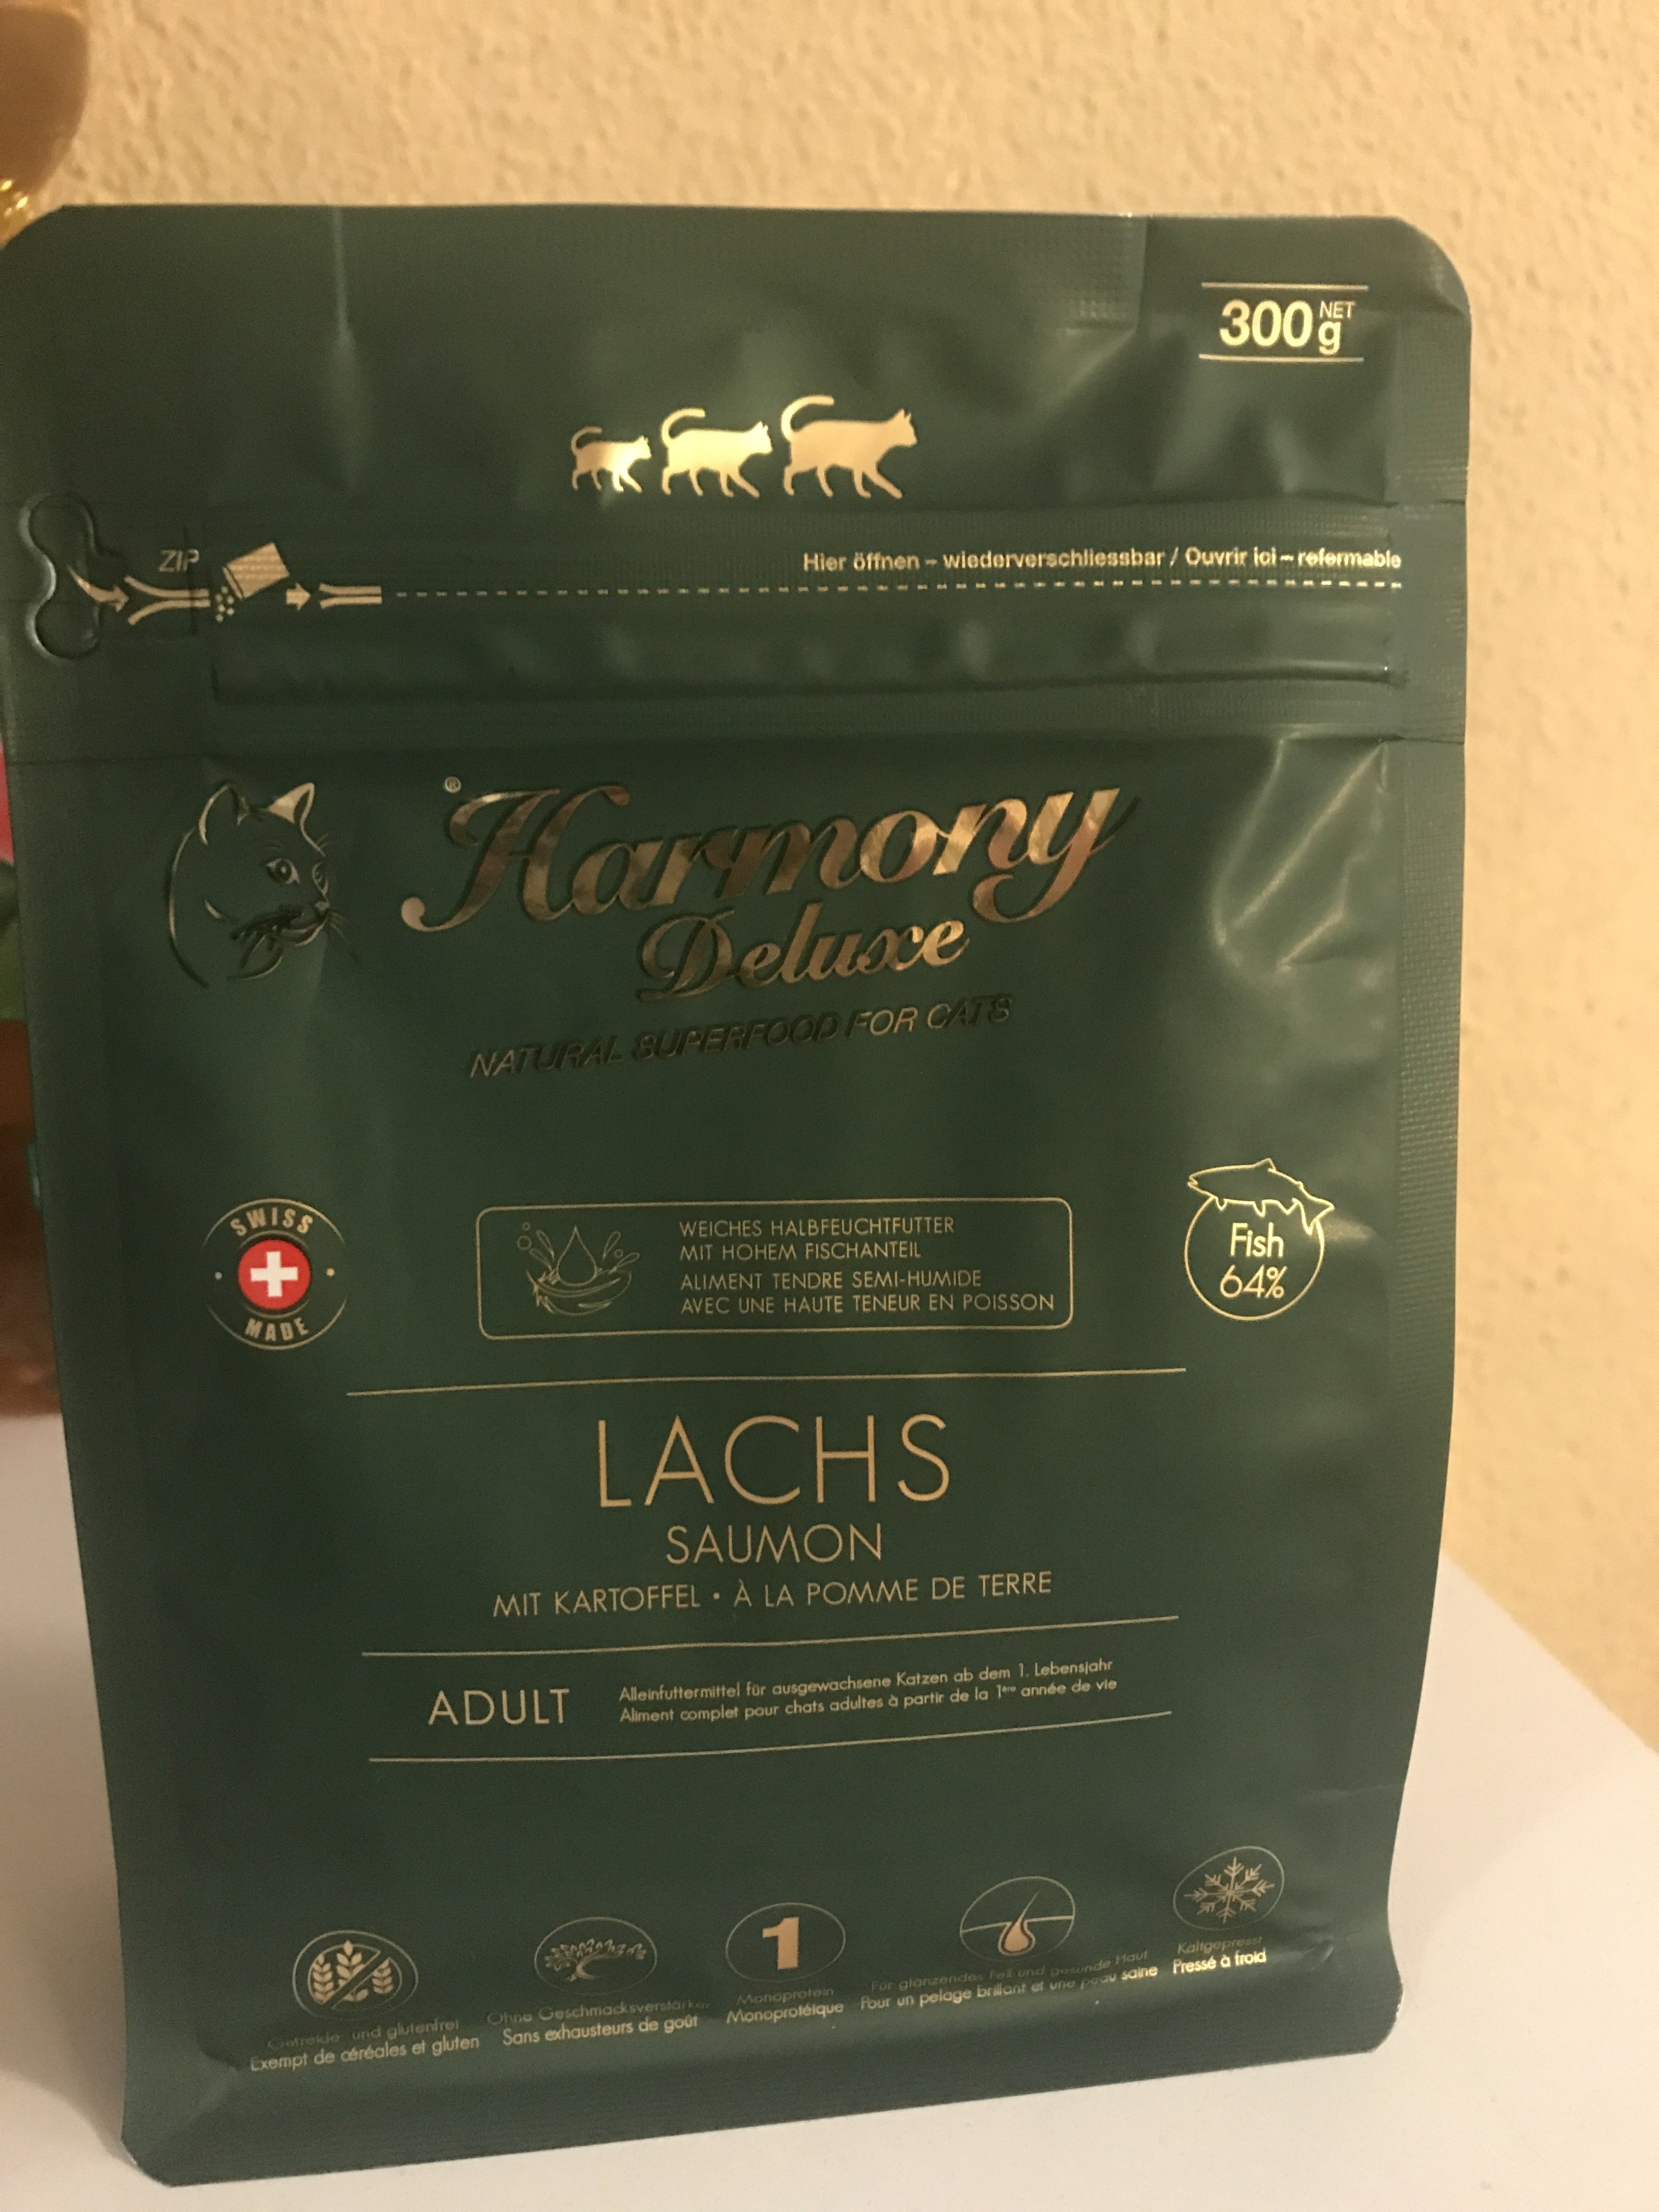 300g NET
ZIP
Hier öffnen – wiederverschliessbar / Ouvrir ici – refermable
®
Harmony
Deluxe
NATURAL SUPERFOOD FOR CATS
SWISS
MADE
WEICHES HALBFEUCHTFUTTER
MIT HOHEM FISCHANTEIL
ALIMENT TENDRE SEMI-HUMIDE
AVEC UNE HAUTE TENEUR EN POISSON
Fish
64%
LACHS
SAUMON
MIT KARTOFFEL • À LA POMME DE TERRE
ADULT
Alleinfuttermittel für ausgewachsene Katzen ab dem 1. Lebensjahr
Aliment complet pour chats adultes à partir de la 1ère année de vie
Getreide- und glutenfrei
Exempt de céréales et gluten
Ohne Geschmacksverstärker
Sans exhausteurs de goût
1
Monoprotein
Monoprotéique
Für glänzendes Fell und gesunde Haut
Pour un pelage brillant et une peau saine
Kaltgepresst
Pressé à froid